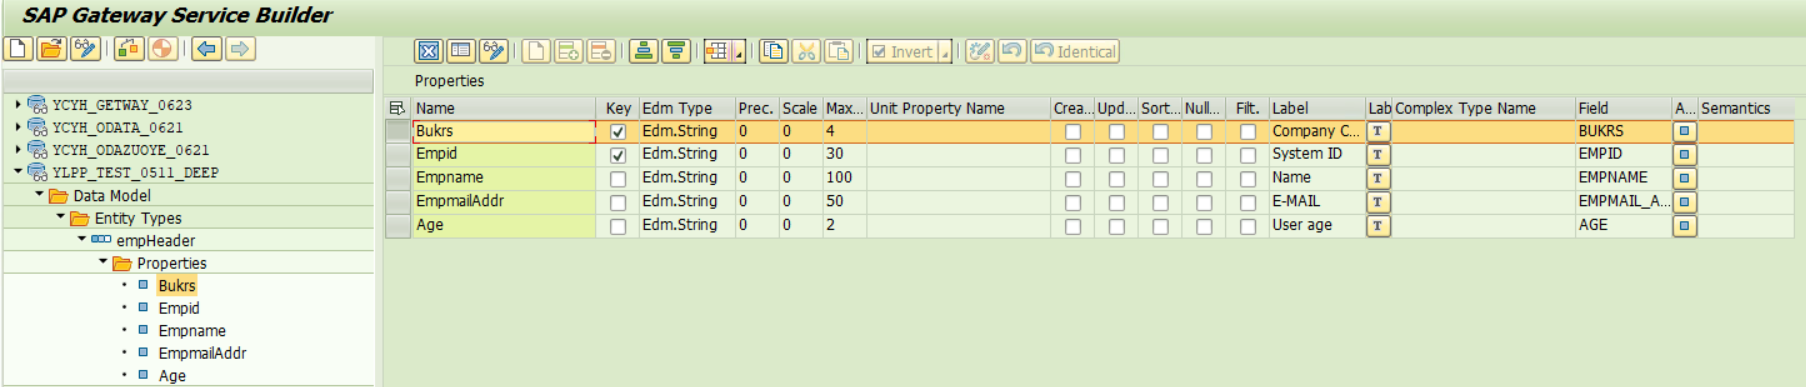 SAP Gateway Service Builder
Invert
Identical
Properties
Name Key Edm Type Prec. Scale Max... Unit Property Name Crea... Upd... Sort... Null... Filt. Label Lab Complex Type Name Field A... Semantics
Bukrs Edm.String 0 0 4 Company C... T BUKRS
Empid Edm.String 0 0 30 System ID T EMPID
Empname Edm.String 0 0 100 Name T EMPNAME
EmpmailAddr Edm.String 0 0 50 E-MAIL T EMPMAIL_A...
Age Edm.String 0 0 2 User age T AGE
YCYH_GETWAY_0623
YCYH_ODATA_0621
YCYH_ODAZUOYE_0621
YLPP_TEST_0511_DEEP
Data Model
Entity Types
empHeader
Properties
Bukrs
Empid
Empname
EmpmailAddr
Age